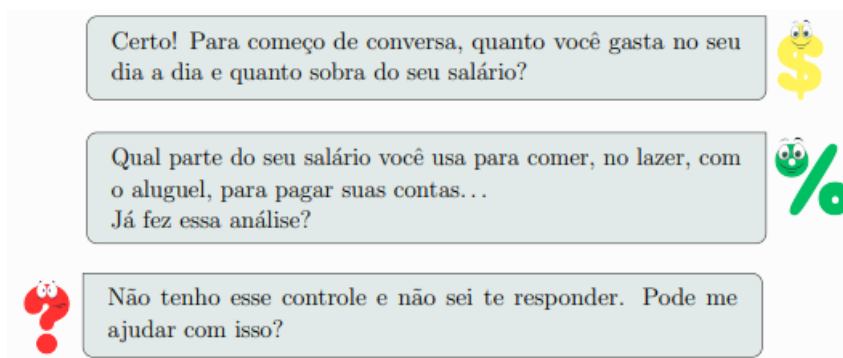 Certo! Para começo de conversa, quanto você gasta no seu
dia a dia e quanto sobra do seu salário?
Qual parte do seu salário você usa para comer, no lazer, com
o aluguel, para pagar suas contas...
Já fez essa análise?
Não tenho esse controle e não sei te responder. Pode me
ajudar com isso?